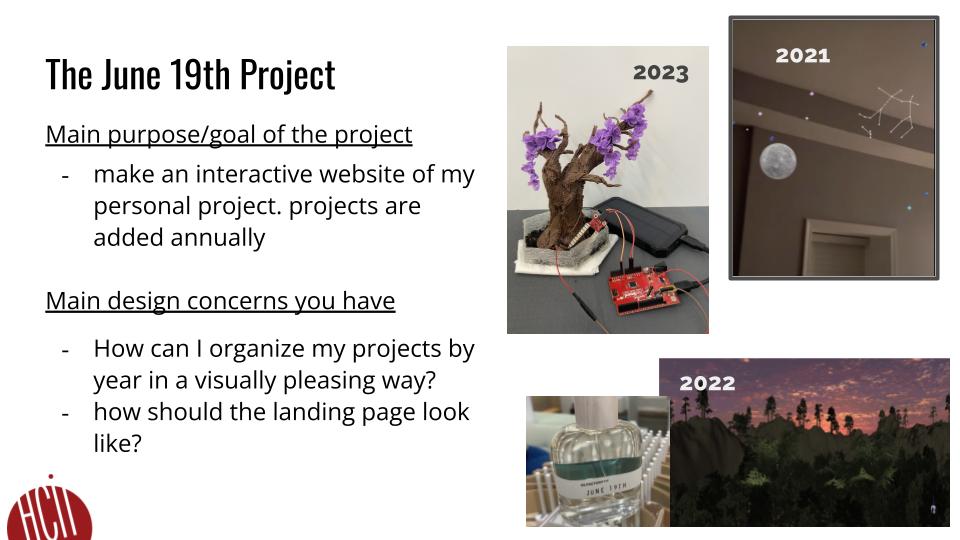 The June 19th Project
Main purpose/goal of the project
- make an interactive website of my
personal project. projects are
added annually
Main design concerns you have
- How can I organize my projects by
year in a visually pleasing way?
- how should the landing page look
like?
2023
2021
2022
JUNE 19TH
HCII